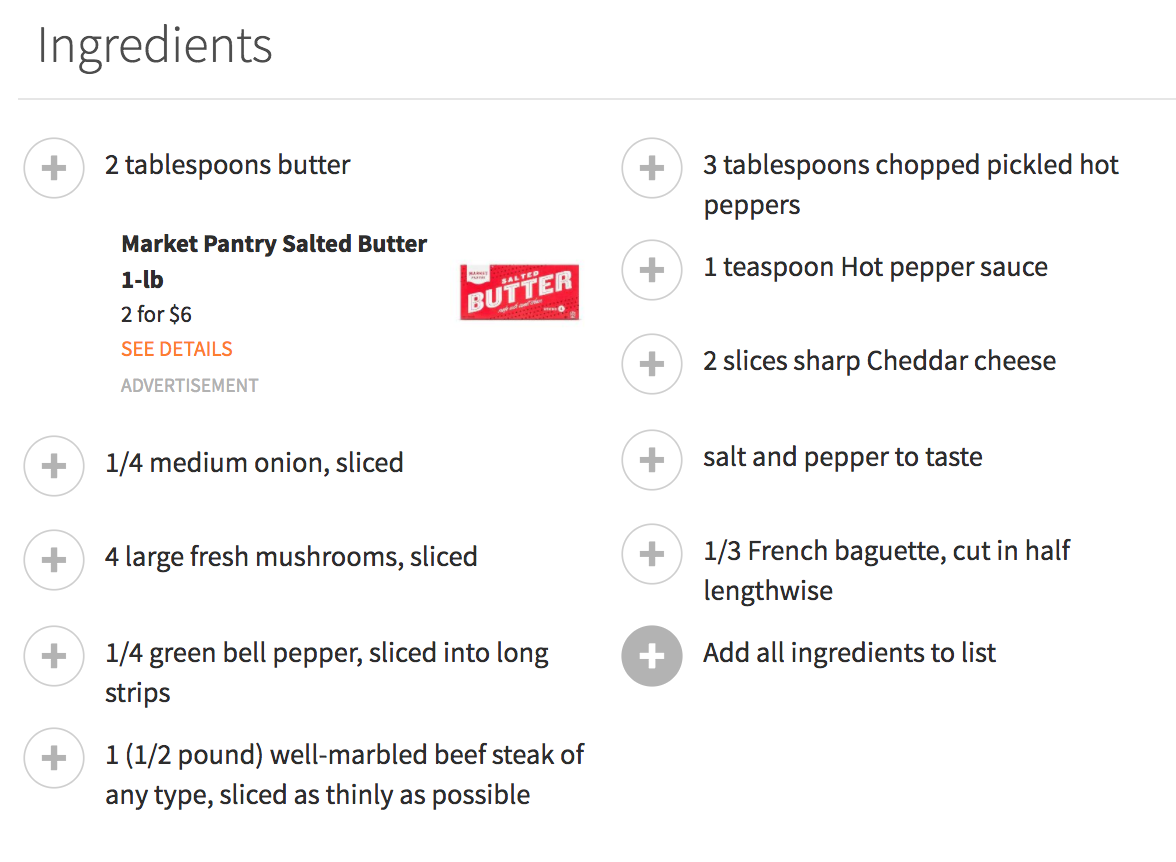 Ingredients
2 tablespoons butter
Market Pantry Salted Butter
1-lb
2 for $6
SEE DETAILS
ADVERTISEMENT
MARKET
PANTRY
SALTED
BUTTER
1/4 medium onion, sliced
4 large fresh mushrooms, sliced
1/4 green bell pepper, sliced into long
strips
1 (1/2 pound) well-marbled beef steak of
any type, sliced as thinly as possible
3 tablespoons chopped pickled hot
peppers
1 teaspoon Hot pepper sauce
2 slices sharp Cheddar cheese
salt and pepper to taste
1/3 French baguette, cut in half
lengthwise
Add all ingredients to list